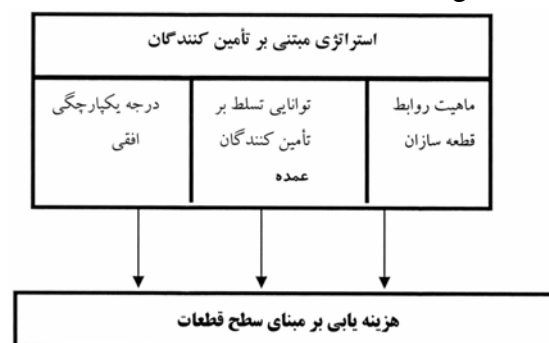 استراتژی مبتنی بر تأمین کنندگان
ماهیت روابط
قطعه سازان
توانایی تسلط بر
تأمین کنندگان
عمده
درجه یکپارچگی
افقی
هزینه یابی بر مبنای سطح قطعات